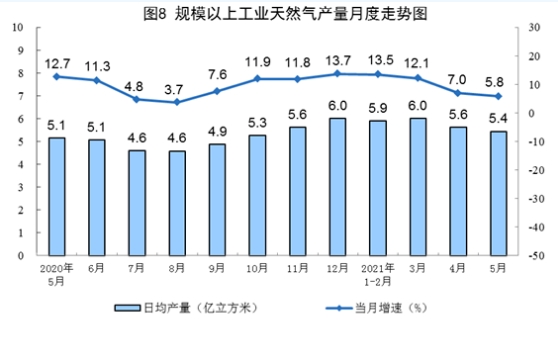 图8 规模以上工业天然气产量月度走势图
10 30
9
8 20
7 10
6 0
5 -10
4
3 -20
2 -30
1 -40
0 -50
12.7 11.3 4.8 3.7 7.6 11.9 11.8 13.7 13.5 12.1 7.0 5.8
5.1 5.1 4.6 4.6 4.9 5.3 5.6 6.0 5.9 6.0 5.6 5.4
2020年 6月 7月 8月 9月 10月 11月 12月 2021年 3月 4月 5月
5月 1-2月
日均产量（亿立方米） 当月增速（%）